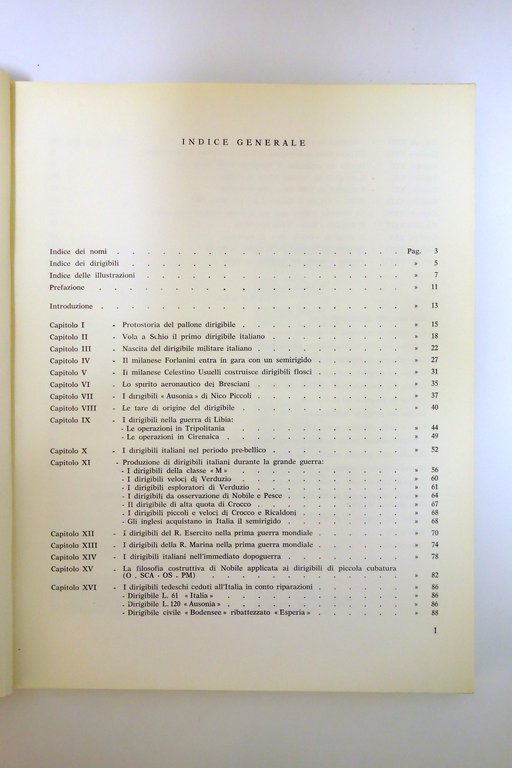 INDICE GENERALE
Indice dei nomi . . . . . . . . . . . . . . Pag. 3
Indice dei dirigibili . . . . . . . . . . . . . . » 5
Indice delle illustrazioni . . . . . . . . . . . . . » 7
Prefazione . . . . . . . . . . . . . . . » 11
Introduzione . . . . . . . . . . . . . . . » 13
Capitolo I - Protostoria del pallone dirigibile . . . . . . . . » 15
Capitolo II - Vola a Schio il primo dirigibile italiano . . . . . . » 18
Capitolo III - Nascita del dirigibile militare italiano . . . . . . . » 22
Capitolo IV - Il milanese Forlanini entra in gara con un semirigido . . . . » 27
Capitolo V - Ii milanese Celestino Usuelli costruisce dirigibili flosci . . . . » 31
Capitolo VI - Lo spirito aeronautico dei Bresciani . . . . . . . » 35
Capitolo VII - I dirigibili «Ausonia» di Nico Piccoli . . . . . . . » 37
Capitolo VIII - Le tare di origine del dirigibile . . . . . . . . » 40
Capitolo IX - I dirigibili nella guerra di Libia:
- Le operazioni in Tripolitania . . . . . . . . » 44
- Le operazioni in Cirenaica . . . . . . . . . » 49
Capitolo X - I dirigibili italiani nel periodo pre-bellico . . . . . . » 52
Capitolo XI - Produzione di dirigibili italiani durante la grande guerra:
- I dirigibili della classe «M» . . . . . . . . . » 56
- I dirigibili veloci di Verduzio . . . . . . . . » 60
- I dirigibili esploratori di Verduzio . . . . . . . » 61
- I dirigibili da osservazione di Nobile e Pesce . . . . . » 64
- Il dirigibile di alta quota di Crocco . . . . . . . » 67
- I dirigibili piccoli e veloci di Crocco e Ricaldoni . . . . » 68
- Gli inglesi acquistano in Italia il semirigido . . . . . . » 68
Capitolo XII - I dirigibili del R. Esercito nella prima guerra mondiale . . . . » 70
Capitolo XIII - I dirigibili della R. Marina nella prima guerra mondiale . . . . » 74
Capitolo XIV - I dirigibili italiani nell'immediato dopoguerra . . . . . » 78
Capitolo XV - La filosofia costruttiva di Nobile applicata ai dirigibili di piccola cubatura
(O - SCA - OS - PM) . . . . . . . . . . » 82
Capitolo XVI - I dirigibili tedeschi ceduti all'Italia in conto riparazioni . . . . » 86
- Dirigibile L. 61 «Italia» . . . . . . . . . » 86
- Dirigibile L. 120 «Ausonia» . . . . . . . . . » 86
- Dirigibile civile «Bodensee» ribattezzato «Esperia» . . . . » 88
I